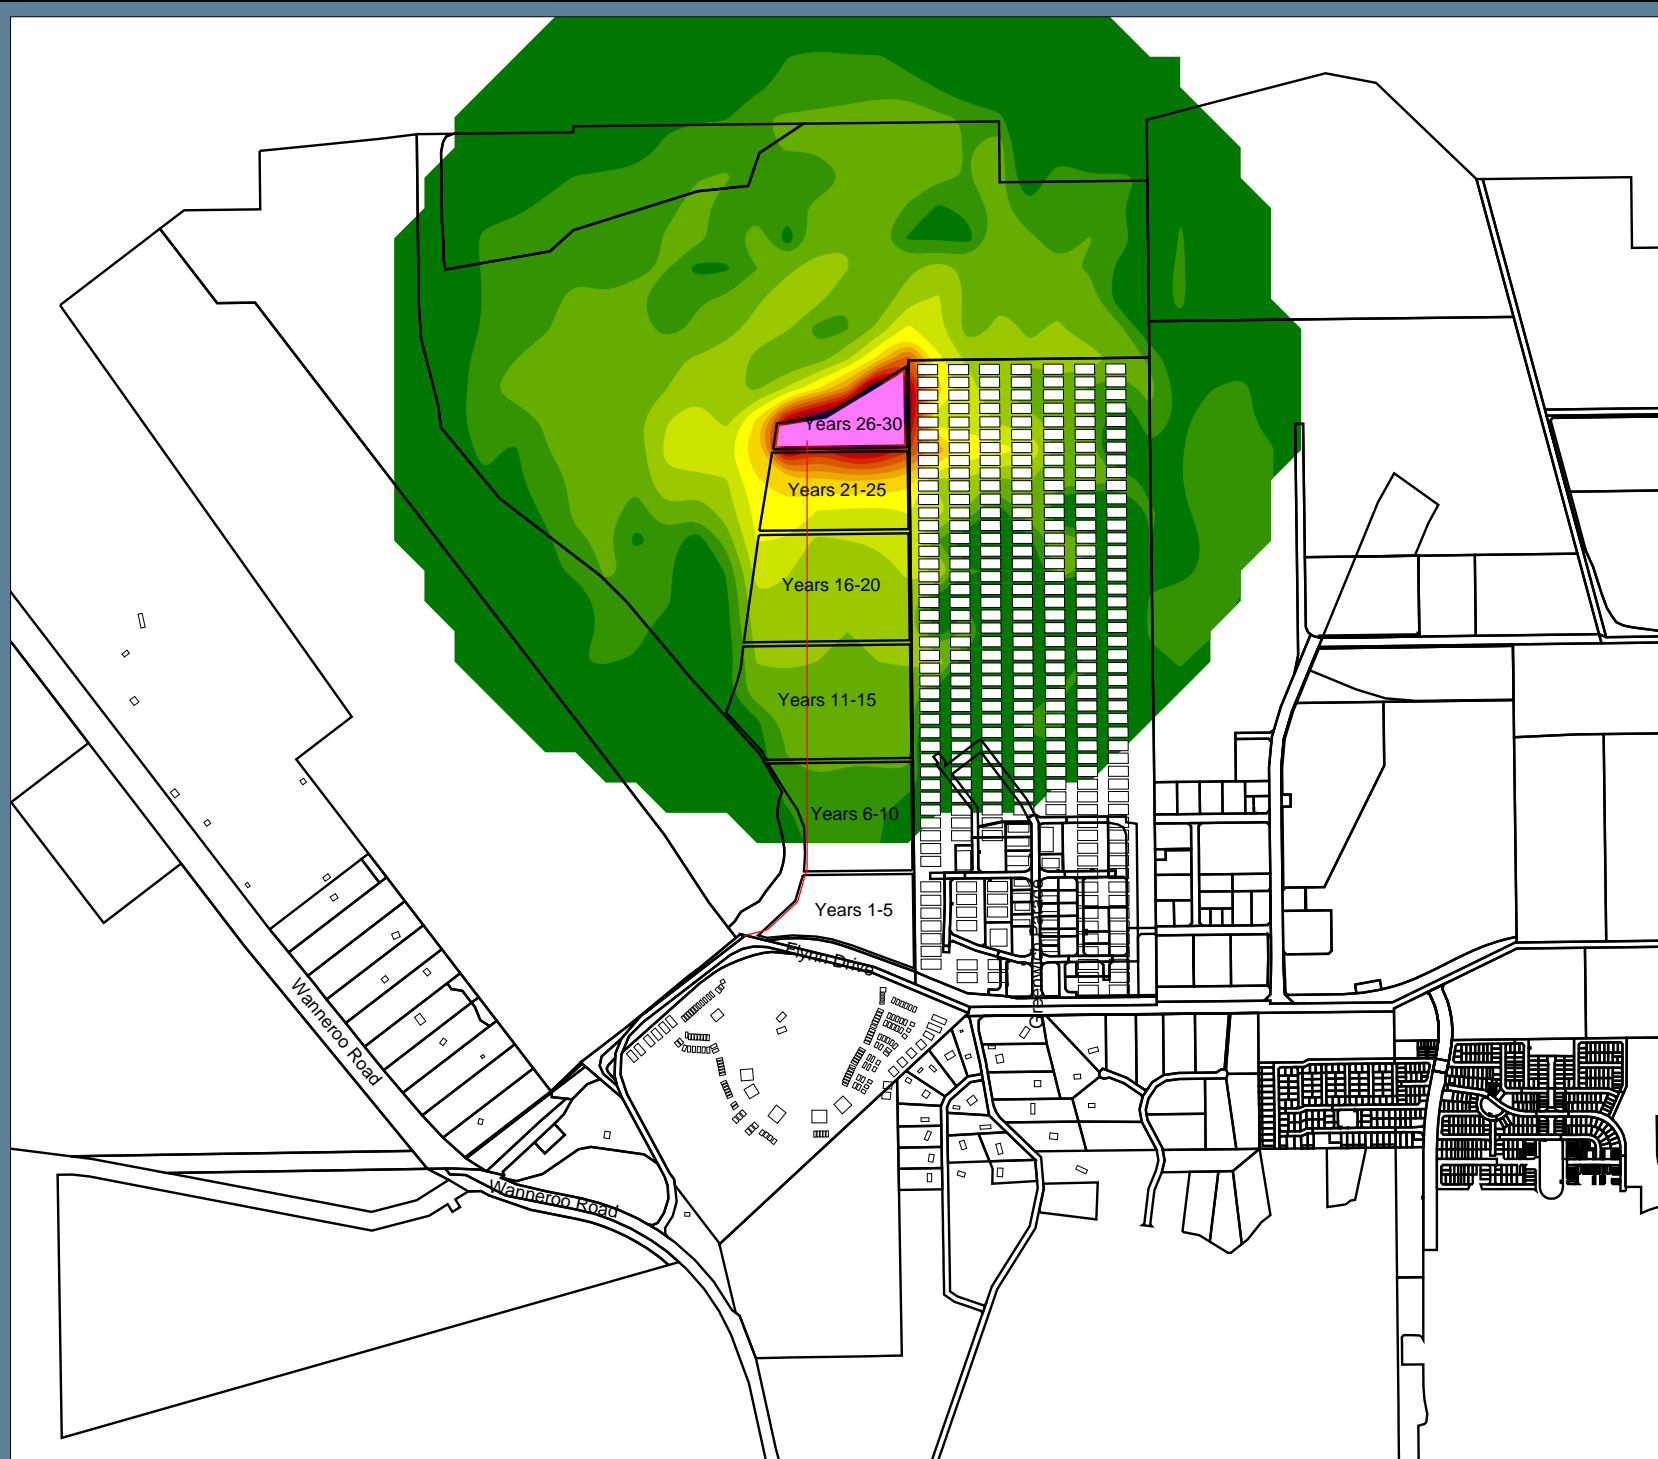 Years 26-30
Years 21-25
Years 16-20
Years 11-15
Years 6-10
Years 1-5
Flynn Drive
Wanneroo Road
Wanneroo Road